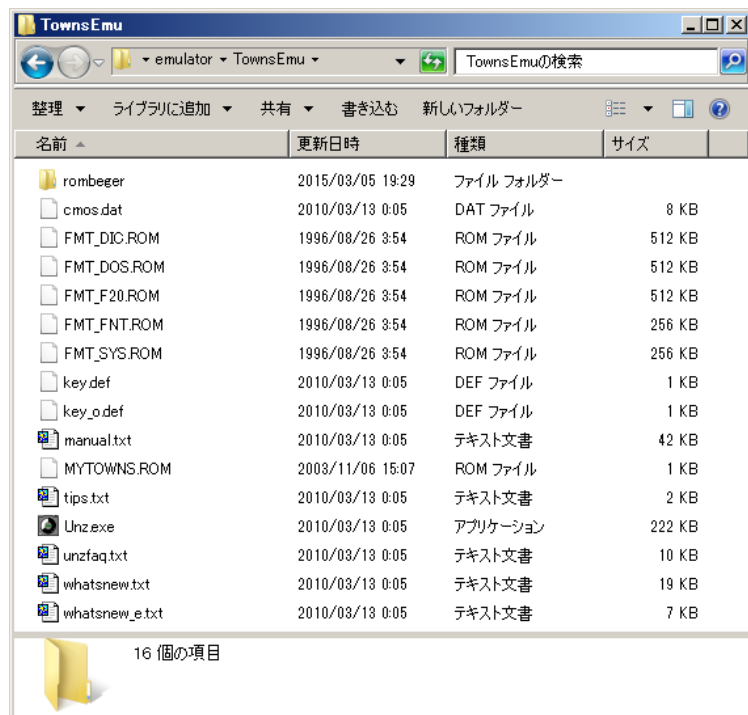 TownsEmu
emulator TownsEmu TownsEmuの検索
整理 ライブラリに追加 共有 書き込む 新しいフォルダー
名前 更新日時 種類 サイズ
rombeger 2015/03/05 19:29 ファイル フォルダー
cmos.dat 2010/03/13 0:05 DAT ファイル 8 KB
FMT_DIC.ROM 1996/08/26 3:54 ROM ファイル 512 KB
FMT_DOS.ROM 1996/08/26 3:54 ROM ファイル 512 KB
FMT_F20.ROM 1996/08/26 3:54 ROM ファイル 512 KB
FMT_FNT.ROM 1996/08/26 3:54 ROM ファイル 256 KB
FMT_SYS.ROM 1996/08/26 3:54 ROM ファイル 256 KB
key.def 2010/03/13 0:05 DEF ファイル 1 KB
key_o.def 2010/03/13 0:05 DEF ファイル 1 KB
manual.txt 2010/03/13 0:05 テキスト文書 42 KB
MYTOWNS.ROM 2003/11/06 15:07 ROM ファイル 1 KB
tips.txt 2010/03/13 0:05 テキスト文書 2 KB
Unz.exe 2010/03/13 0:05 アプリケーション 222 KB
unzfaq.txt 2010/03/13 0:05 テキスト文書 10 KB
whatsnew.txt 2010/03/13 0:05 テキスト文書 19 KB
whatsnew_e.txt 2010/03/13 0:05 テキスト文書 7 KB
16 個の項目